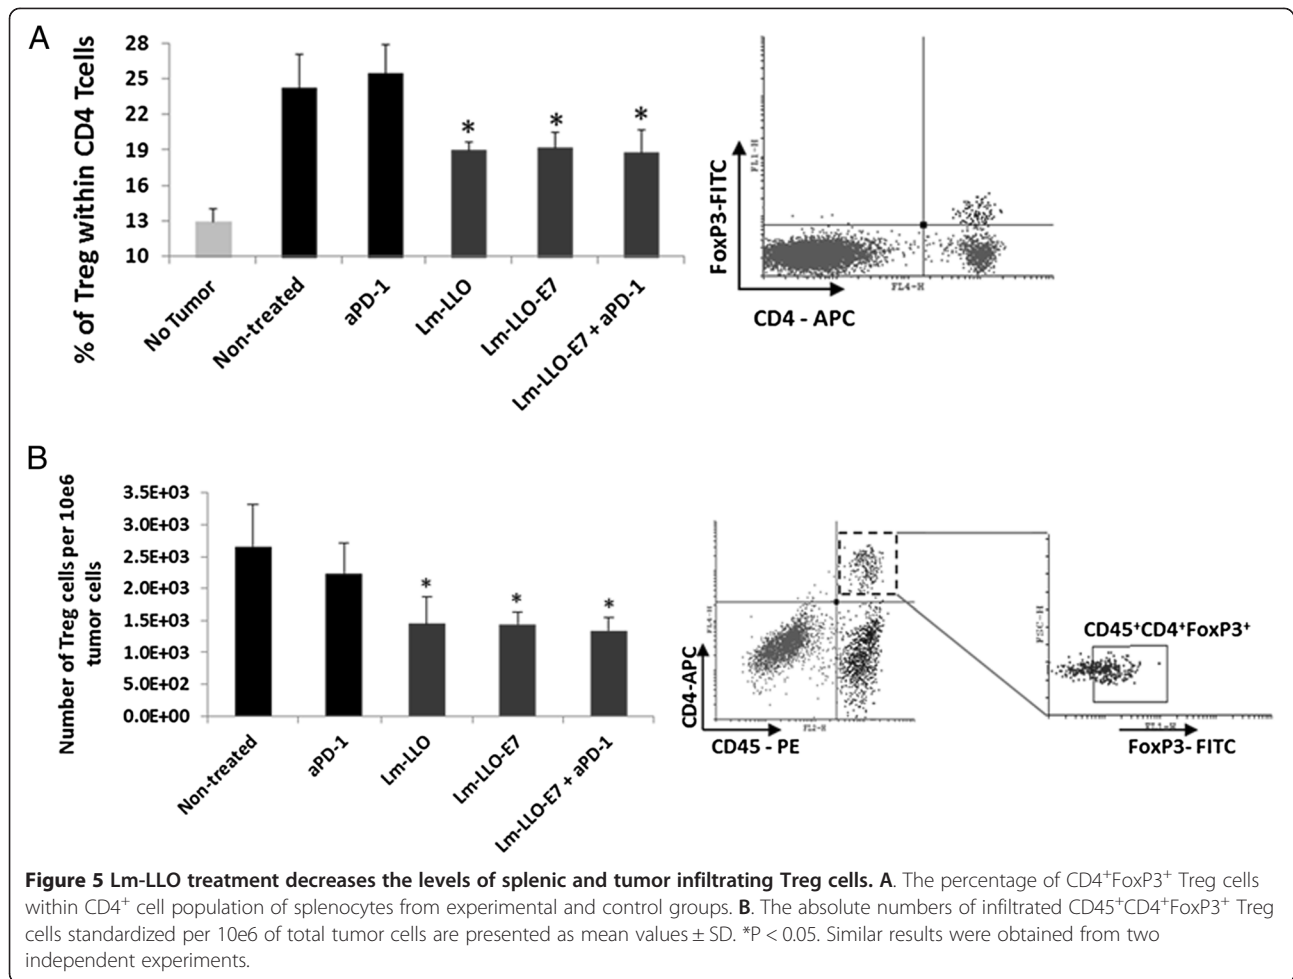 A
% of Treg within CD4 Tcells
28
25
22
19
16
13
10
*
*
*
No Tumor
Non-treated
aPD-1
Lm-LLO
Lm-LLO-E7
Lm-LLO-E7 + aPD-1
FoxP3-FITC
FL1-H
FL4-H
CD4 - APC
B
Number of Treg cells per 10e6
tumor cells
3.5E+03
3.0E+03
2.5E+03
2.0E+03
1.5E+03
1.0E+03
5.0E+02
0.0E+00
*
*
*
Non-treated
aPD-1
Lm-LLO
Lm-LLO-E7
Lm-LLO-E7 + aPD-1
CD4-APC
FL4-H
FL2-H
CD45 - PE
FSC-H
CD45⁺CD4⁺FoxP3⁺
FL1-H
FoxP3- FITC
Figure 5 Lm-LLO treatment decreases the levels of splenic and tumor infiltrating Treg cells. A. The percentage of CD4⁺FoxP3⁺ Treg cells
within CD4⁺ cell population of splenocytes from experimental and control groups. B. The absolute numbers of infiltrated CD45⁺CD4⁺FoxP3⁺ Treg
cells standardized per 10e6 of total tumor cells are presented as mean values ± SD. *P < 0.05. Similar results were obtained from two
independent experiments.